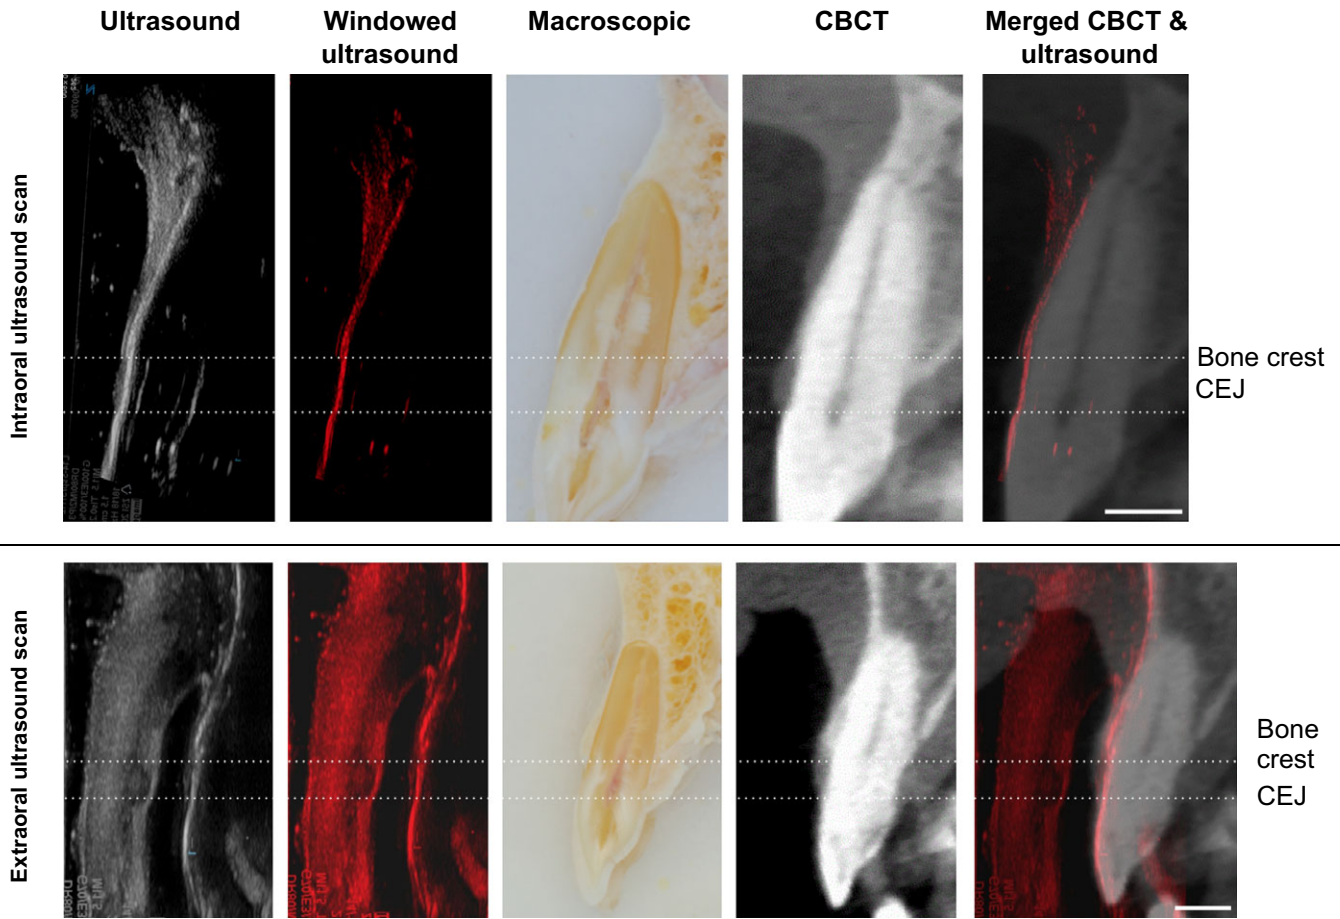 Ultrasound
Windowed
ultrasound
Macroscopic
CBCT
Merged CBCT &
ultrasound
Intraoral ultrasound scan
Bone crest
CEJ
Extraoral ultrasound scan
Bone
crest
CEJ